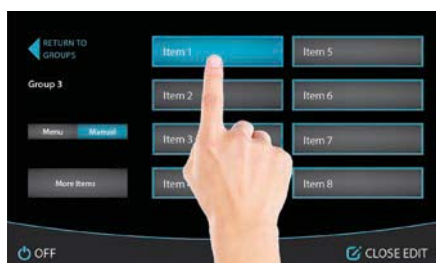 RETURN TO
GROUPS
Group 3
Menu Manual
More Items
Item 1
Item 2
Item 3
Item
Item 5
Item 6
Item 7
Item 8
OFF
CLOSE EDIT